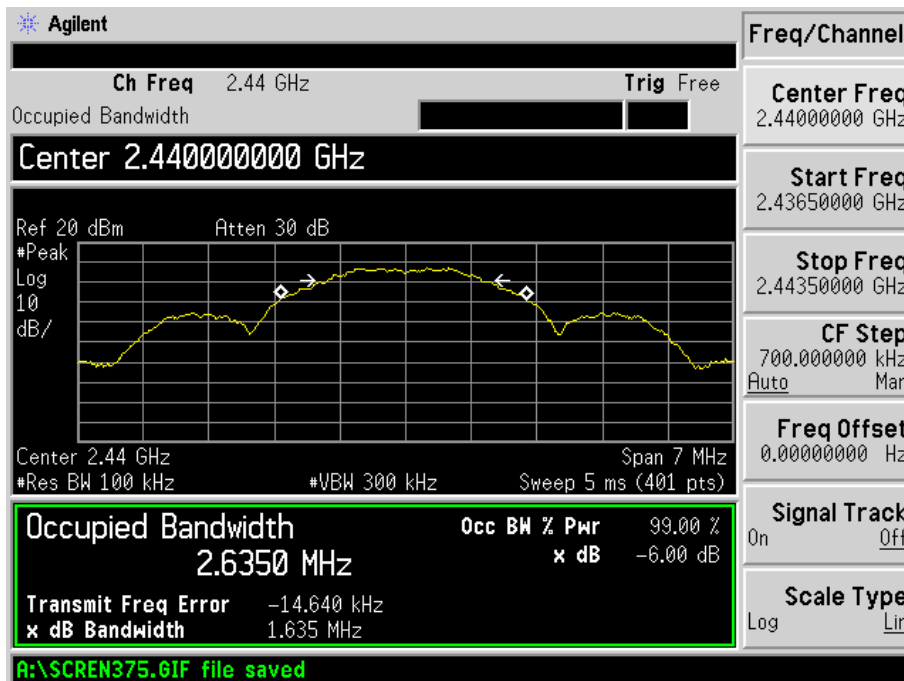 Agilent
Freq/Channel
Ch Freq 2.44 GHz Trig Free
Occupied Bandwidth
Center 2.440000000 GHz
Ref 20 dBm Atten 30 dB
#Peak
Log
10
dB/
Center 2.44 GHz Span 7 MHz
#Res BW 100 kHz #VBW 300 kHz Sweep 5 ms (401 pts)
Occupied Bandwidth
2.6350 MHz
Occ BW % Pwr 99.00 %
x dB -6.00 dB
Transmit Freq Error -14.640 kHz
x dB Bandwidth 1.635 MHz
A:\SCREN375.GIF file saved
Center Freq
2.44000000 GHz
Start Freq
2.43650000 GHz
Stop Freq
2.44350000 GHz
CF Step
700.000000 kHz
Auto Man
Freq Offset
0.00000000 Hz
Signal Track
On Off
Scale Type
Log Lin